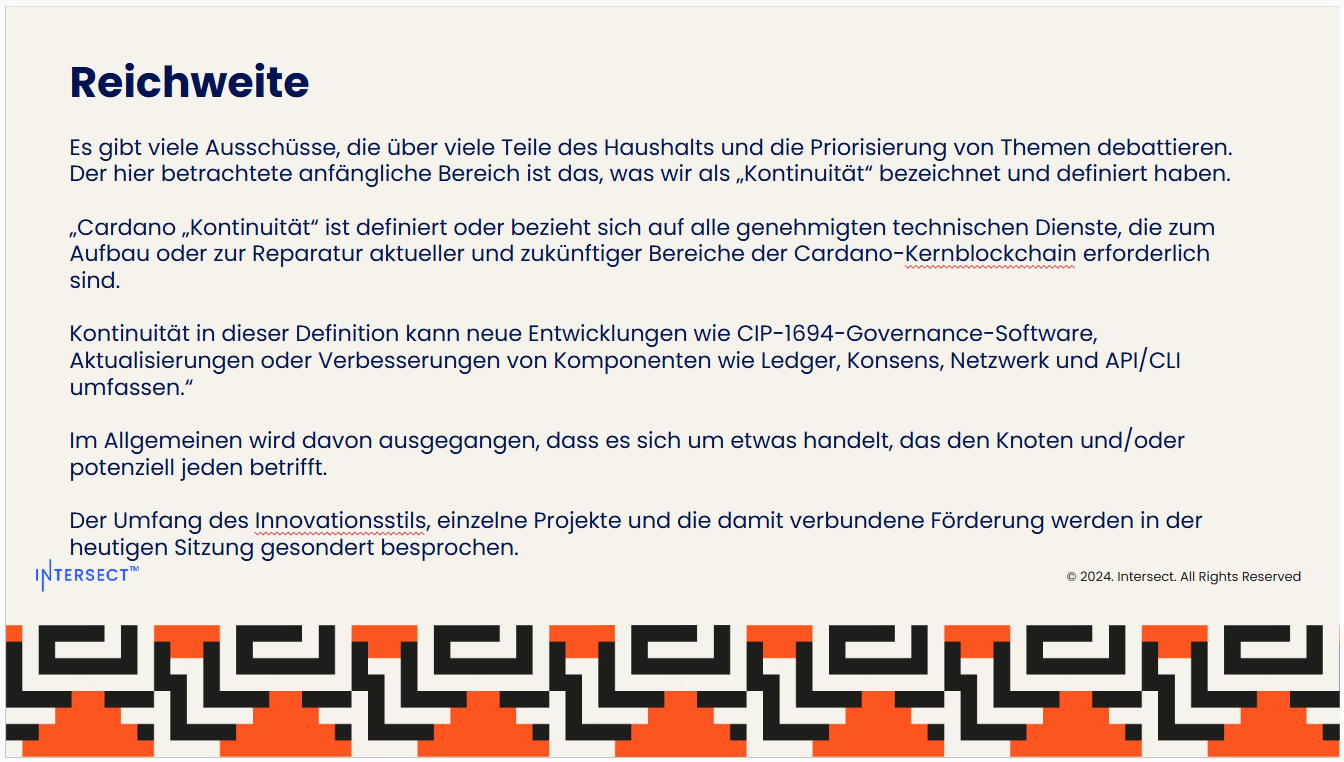 Reichweite
Es gibt viele Ausschüsse, die über viele Teile des Haushalts und die Priorisierung von Themen debattieren.
Der hier betrachtete anfängliche Bereich ist das, was wir als „Kontinuität“ bezeichnet und definiert haben.
„Cardano „Kontinuität“ ist definiert oder bezieht sich auf alle genehmigten technischen Dienste, die zum
Aufbau oder zur Reparatur aktueller und zukünftiger Bereiche der Cardano-Kernblockchain erforderlich
sind.
Kontinuität in dieser Definition kann neue Entwicklungen wie CIP-1694-Governance-Software,
Aktualisierungen oder Verbesserungen von Komponenten wie Ledger, Konsens, Netzwerk und API/CLI
umfassen.“
Im Allgemeinen wird davon ausgegangen, dass es sich um etwas handelt, das den Knoten und/oder
potenziell jeden betrifft.
Der Umfang des Innovationsstils, einzelne Projekte und die damit verbundene Förderung werden in der
heutigen Sitzung gesondert besprochen.
INTERSECT™
© 2024. Intersect. All Rights Reserved